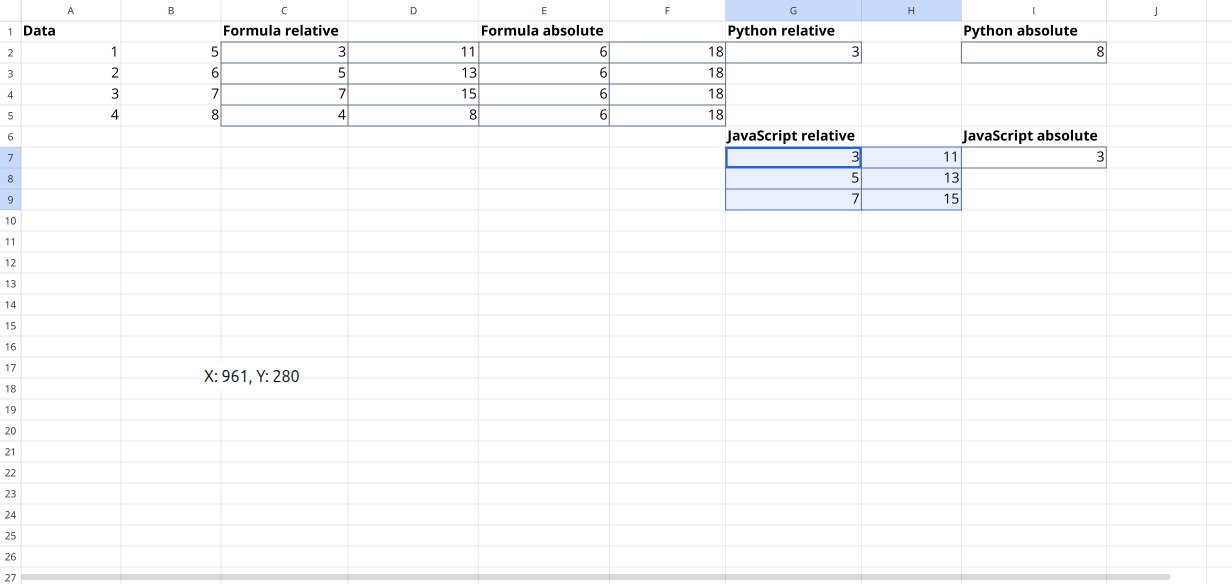 A B C D E F G H I J
1 Data Formula relative Formula absolute Python relative Python absolute
2 1 5 3 11 6 18 3 8
3 2 6 5 13 6 18
4 3 7 7 15 6 18
5 4 8 4 8 6 18
6 JavaScript relative JavaScript absolute
7 3 11 3
8 5 13
9 7 15
10
11
12
13
14
15
16
17
X: 961, Y: 280
18
19
20
21
22
23
24
25
26
27